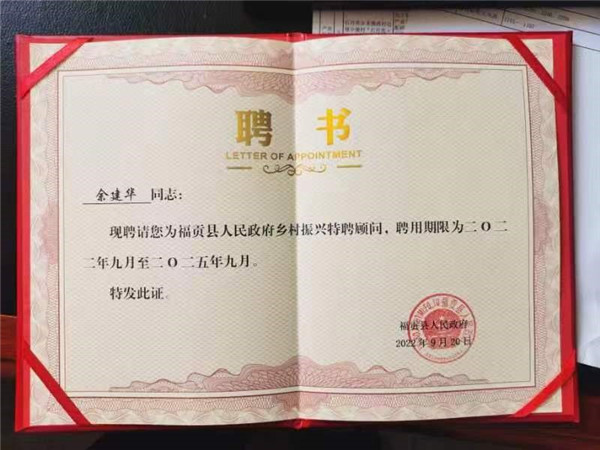 聘 书
LETTER OF APPOINTMENT
余建华 同志：
现聘请您为福贡县人民政府乡村振兴特聘顾问，聘用期限为二〇二
二年九月至二〇二五年九月。
特发此证。
福贡县人民政府
2022年9月20日